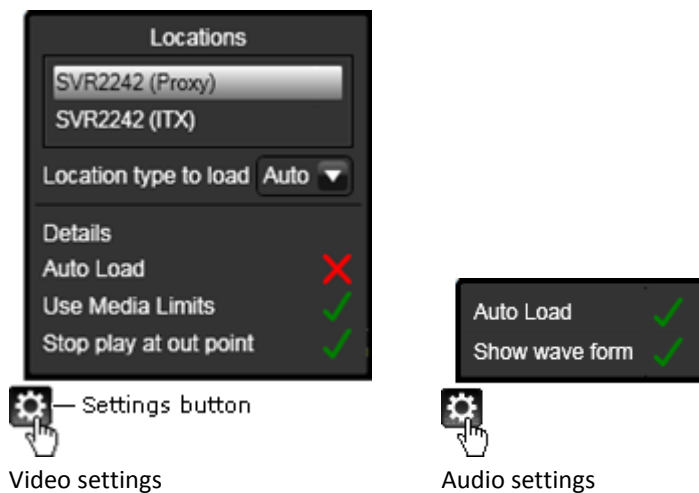 Locations
SVR2242 (Proxy)
SVR2242 (ITX)
Location type to load Auto
Details
Auto Load
Use Media Limits
Stop play at out point
Settings button
Video settings
Auto Load
Show wave form
Audio settings